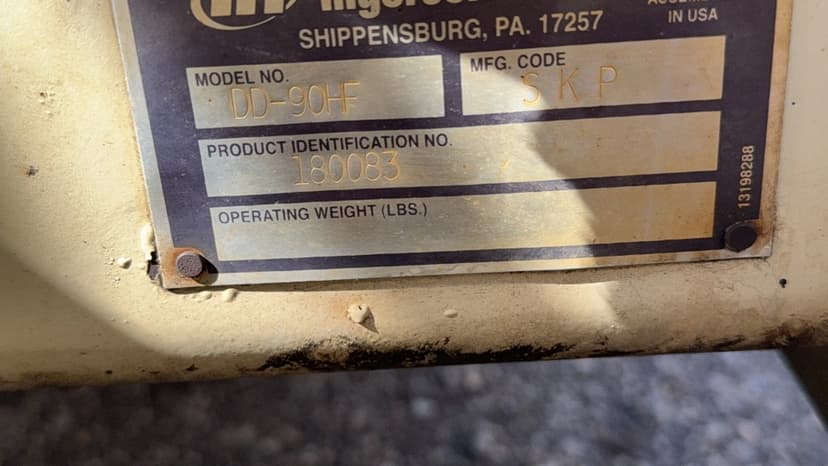 SHIPPENSBURG, PA. 17257
IN USA
MODEL NO.
DD-90HF
MFG. CODE
SKP
PRODUCT IDENTIFICATION NO.
180083
OPERATING WEIGHT (LBS.)
13198288